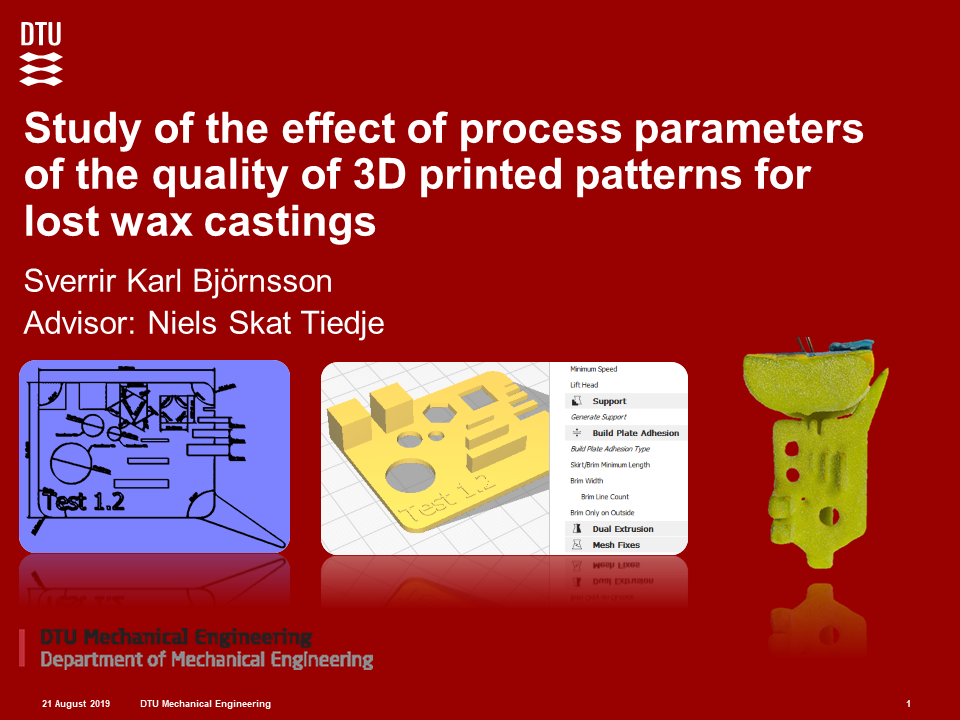 DTU
Study of the effect of process parameters
of the quality of 3D printed patterns for
lost wax castings
Sverrir Karl Björnsson
Advisor: Niels Skat Tiedje
Test 1.2
Test 1.2
Minimum Speed
Lift Head
Support
Generate Support
Build Plate Adhesion
Build Plate Adhesion Type
Skirt/Brim Minimum Length
Brim Width
Brim Line Count
Brim Only on Outside
Dual Extrusion
Mesh Fixes
DTU Mechanical Engineering
Department of Mechanical Engineering
21 August 2019
DTU Mechanical Engineering
1